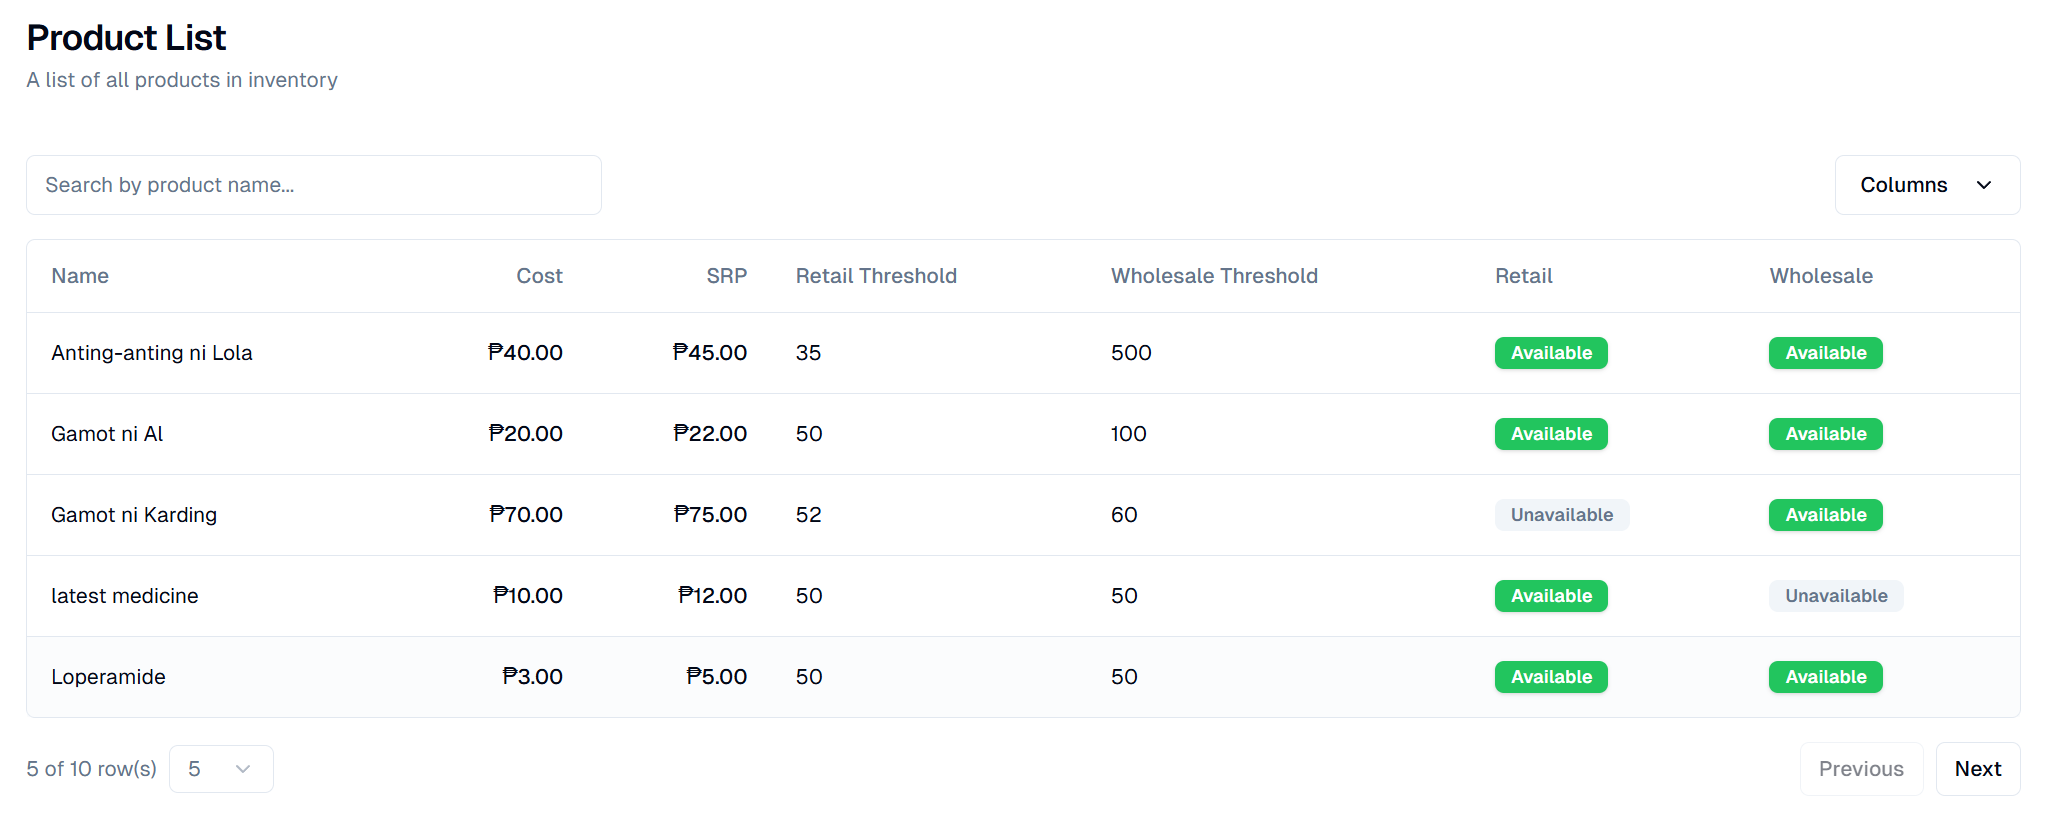 Product List
A list of all products in inventory
Search by product name...
Columns
Name Cost SRP Retail Threshold Wholesale Threshold Retail Wholesale
Anting-anting ni Lola ₱40.00 ₱45.00 35 500 Available Available
Gamot ni Al ₱20.00 ₱22.00 50 100 Available Available
Gamot ni Karding ₱70.00 ₱75.00 52 60 Unavailable Available
latest medicine ₱10.00 ₱12.00 50 50 Available Unavailable
Loperamide ₱3.00 ₱5.00 50 50 Available Available
5 of 10 row(s) 5 Previous Next